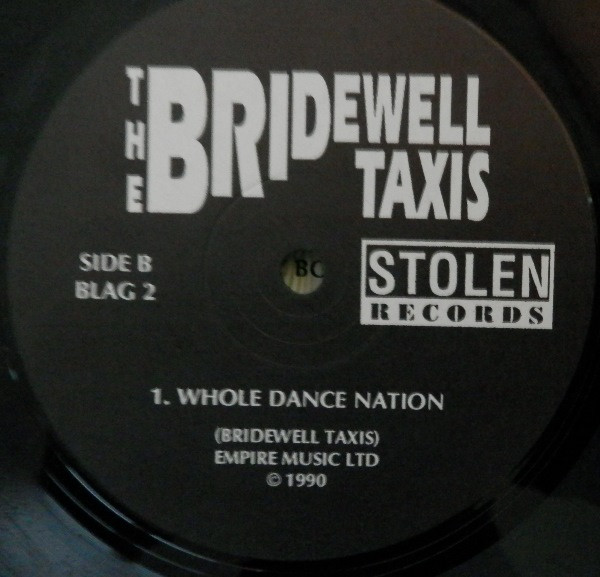 THE BRIDEWELL
TAXIS
SIDE B
BLAG 2
STOLEN
RECORDS
BC
1. WHOLE DANCE NATION
(BRIDEWELL TAXIS)
EMPIRE MUSIC LTD
© 1990